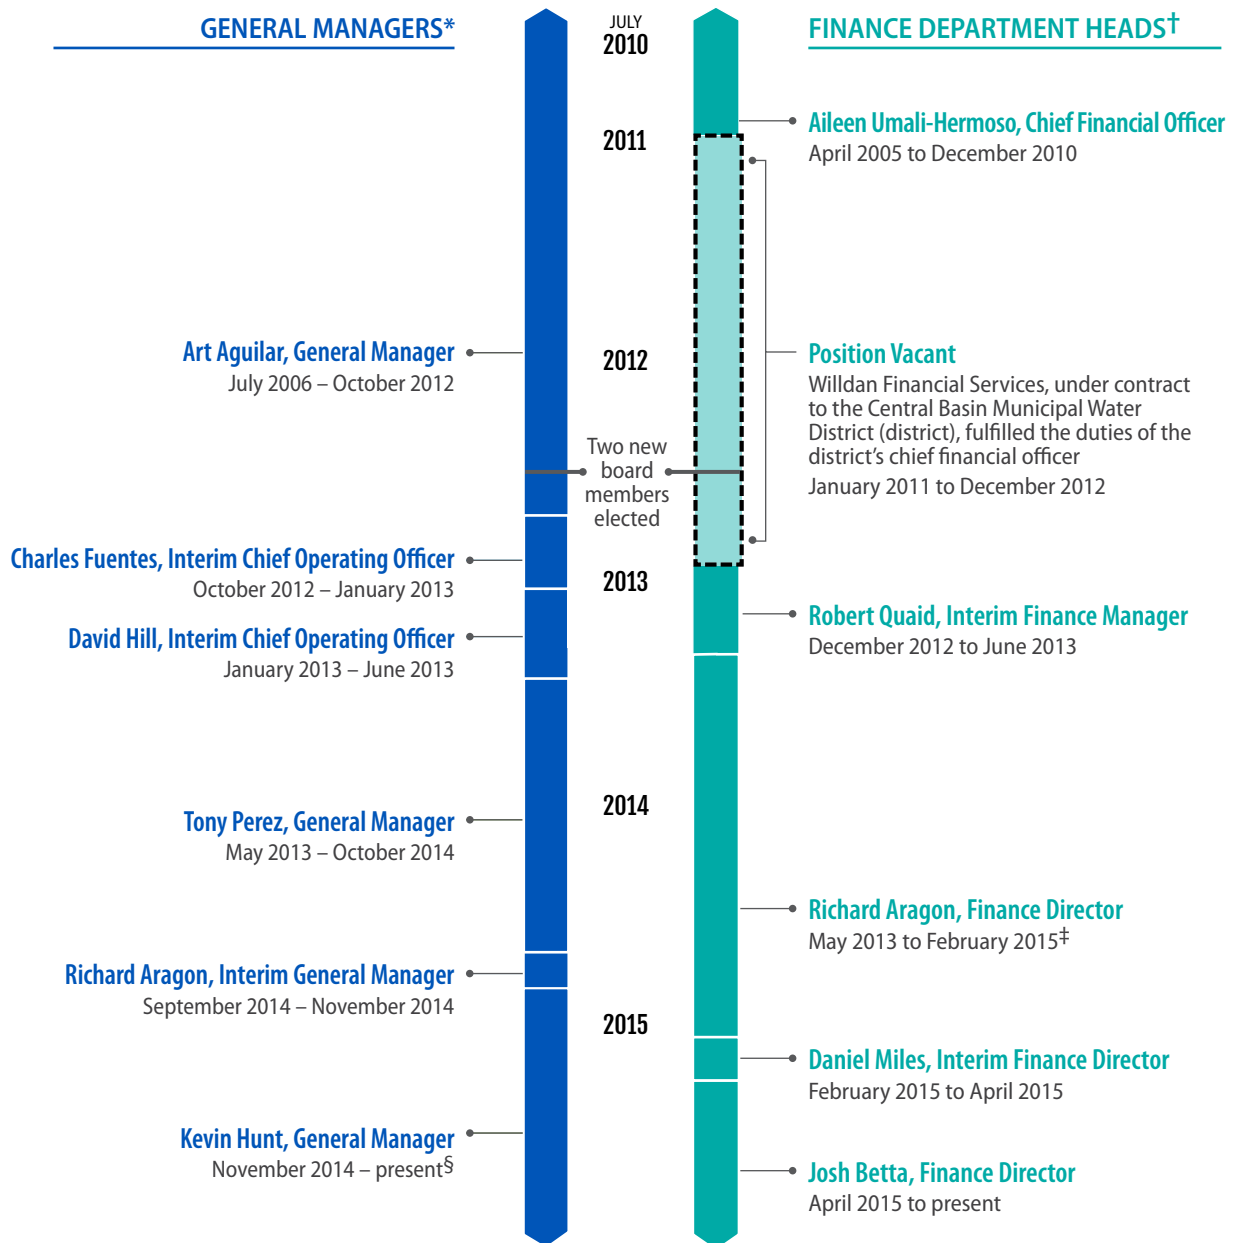 GENERAL MANAGERS*
JULY
2010
FINANCE DEPARTMENT HEADS†
Aileen Umali-Hermoso, Chief Financial Officer
April 2005 to December 2010
2011
Art Aguilar, General Manager
July 2006 – October 2012
2012
Position Vacant
Willdan Financial Services, under contract
to the Central Basin Municipal Water
District (district), fulfilled the duties of the
district’s chief financial officer
January 2011 to December 2012
Two new
board
members
elected
Charles Fuentes, Interim Chief Operating Officer
October 2012 – January 2013
2013
David Hill, Interim Chief Operating Officer
January 2013 – June 2013
Robert Quaid, Interim Finance Manager
December 2012 to June 2013
2014
Tony Perez, General Manager
May 2013 – October 2014
Richard Aragon, Finance Director
May 2013 to February 2015‡
Richard Aragon, Interim General Manager
September 2014 – November 2014
2015
Daniel Miles, Interim Finance Director
February 2015 to April 2015
Kevin Hunt, General Manager
November 2014 – present§
Josh Betta, Finance Director
April 2015 to present